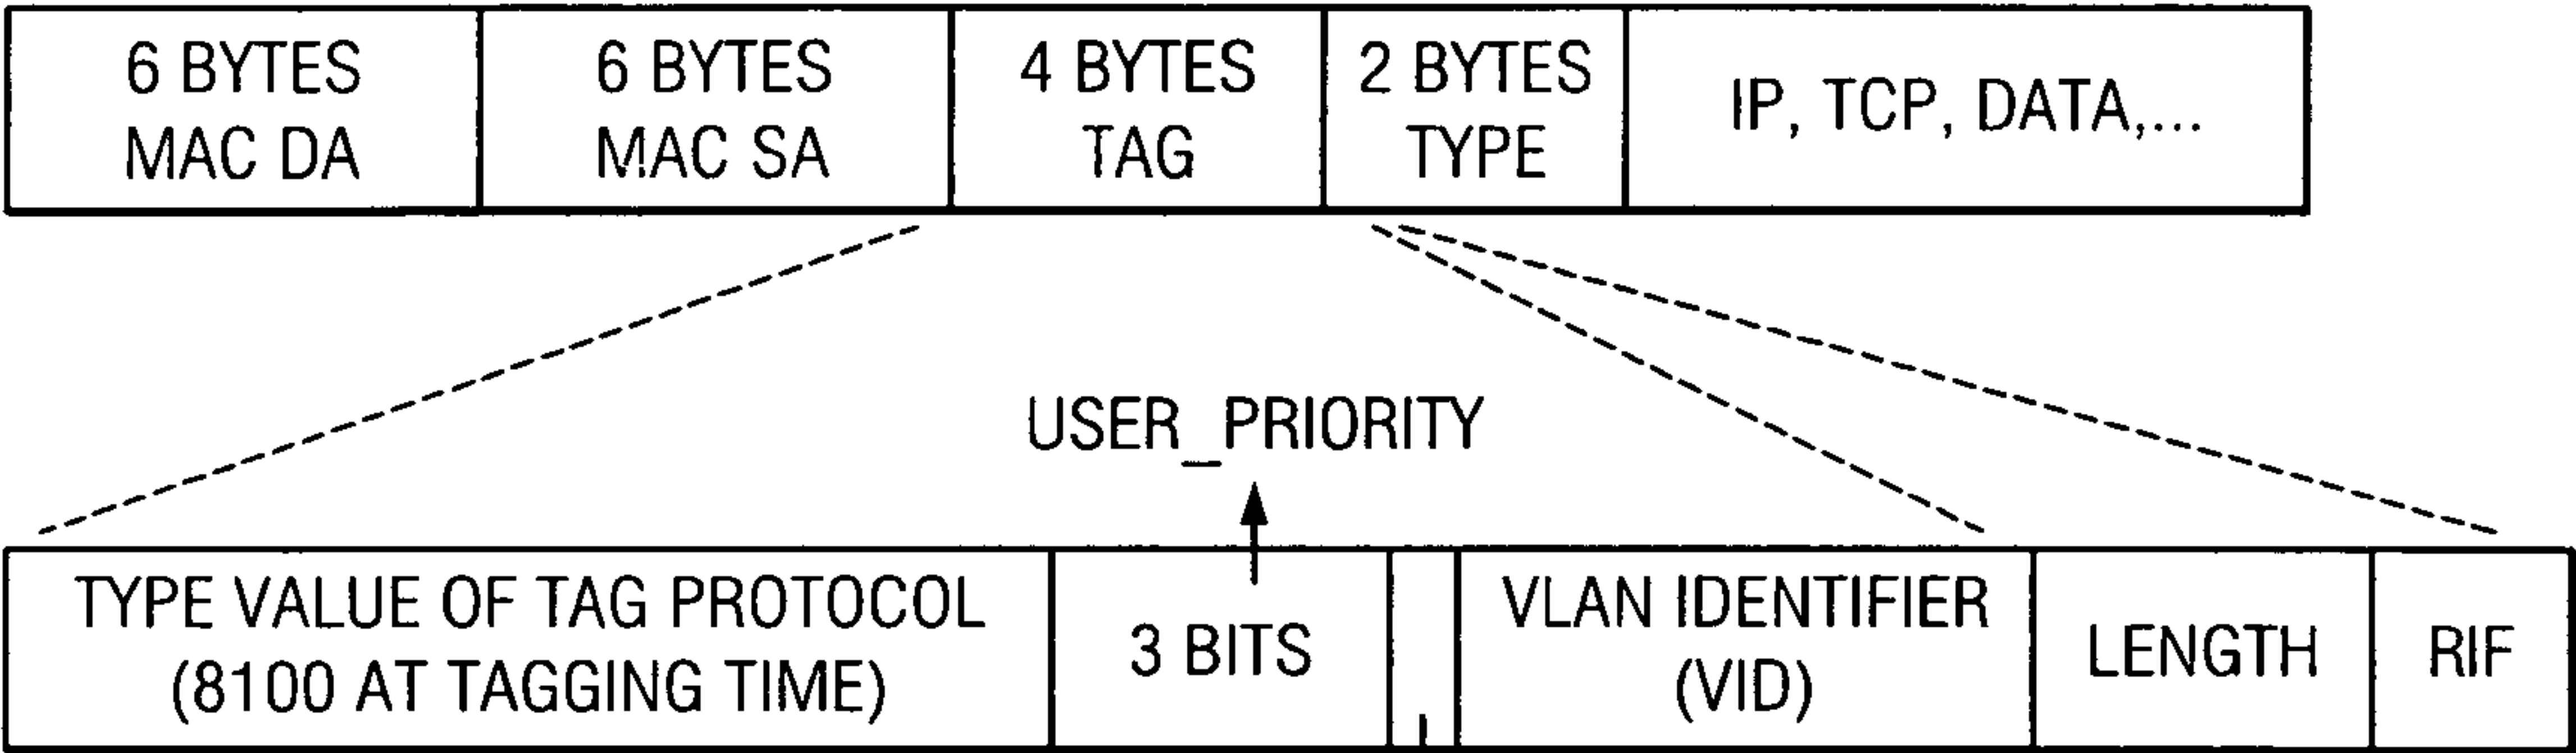 6 BYTES
MAC DA
6 BYTES
MAC SA
4 BYTES
TAG
2 BYTES
TYPE
IP, TCP, DATA,...
USER_PRIORITY
TYPE VALUE OF TAG PROTOCOL
(8100 AT TAGGING TIME)
3 BITS
VLAN IDENTIFIER
(VID)
LENGTH
RIF